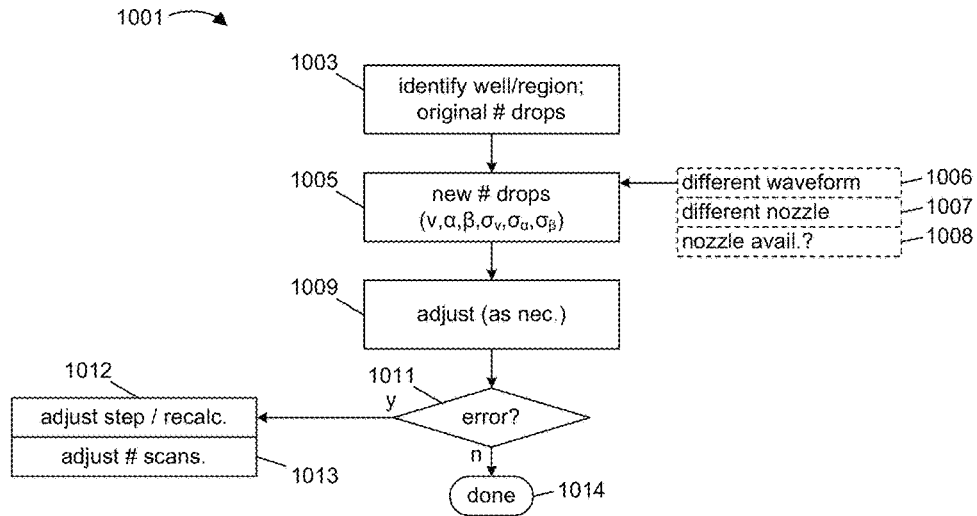 1001
1003
identify well/region;
original # drops
1005
new # drops
(v,α,β,σᵥ,σα,σᵦ)
different waveform
1006
different nozzle
1007
nozzle avail.?
1008
1009
adjust (as nec.)
1011
error?
y
n
1012
adjust step / recalc.
adjust # scans.
1013
done
1014